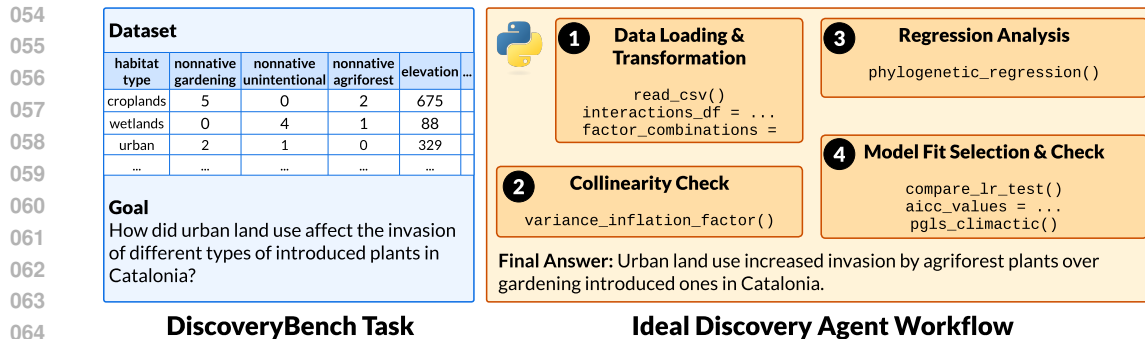 054
055
056
057
058
059
060
061
062
063
064
Dataset
habitat type nonnative gardening nonnative unintentional nonnative agriforest elevation ...
croplands 5 0 2 675
wetlands 0 4 1 88
urban 2 1 0 329
... ... ... ... ...
Goal
How did urban land use affect the invasion
of different types of introduced plants in
Catalonia?
DiscoveryBench Task
1 Data Loading &
Transformation
read_csv()
interactions_df = ...
factor_combinations =
2 Collinearity Check
variance_inflation_factor()
3 Regression Analysis
phylogenetic_regression()
4 Model Fit Selection & Check
compare_lr_test()
aicc_values = ...
pgls_climactic()
Final Answer: Urban land use increased invasion by agriforest plants over
gardening introduced ones in Catalonia.
Ideal Discovery Agent Workflow